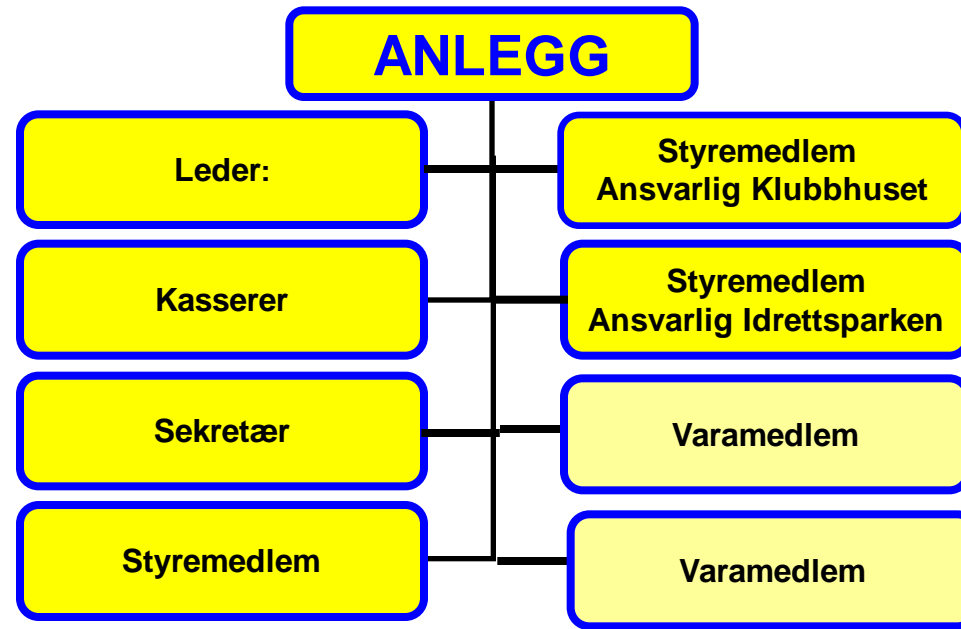 ANLEGG
Leder:
Styremedlem
Ansvarlig Klubbhuset
Kasserer
Styremedlem
Ansvarlig Idrettsparken
Sekretær
Varamedlem
Styremedlem
Varamedlem